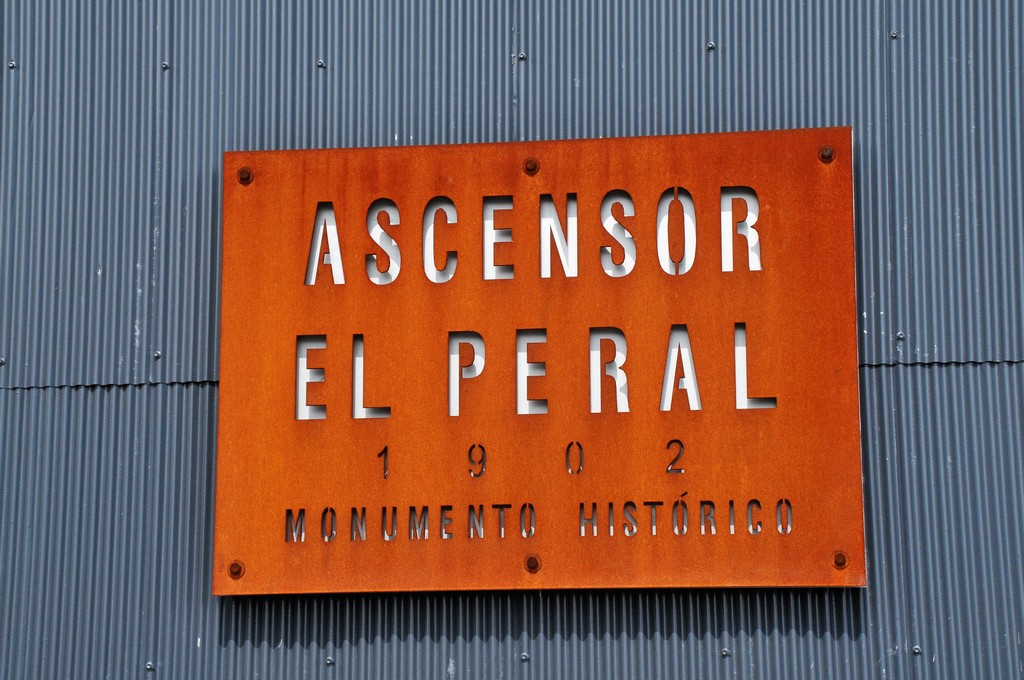 ASCENSOR
EL PERAL
1902
MONUMENTO HISTÓRICO